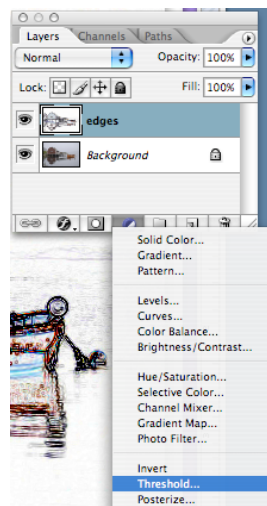 Layers Channels Paths
Normal Opacity: 100%
Lock: Fill: 100%
edges
Background
Solid Color...
Gradient...
Pattern...
Levels...
Curves...
Color Balance...
Brightness/Contrast...
Hue/Saturation...
Selective Color...
Channel Mixer...
Gradient Map...
Photo Filter...
Invert
Threshold...
Posterize...